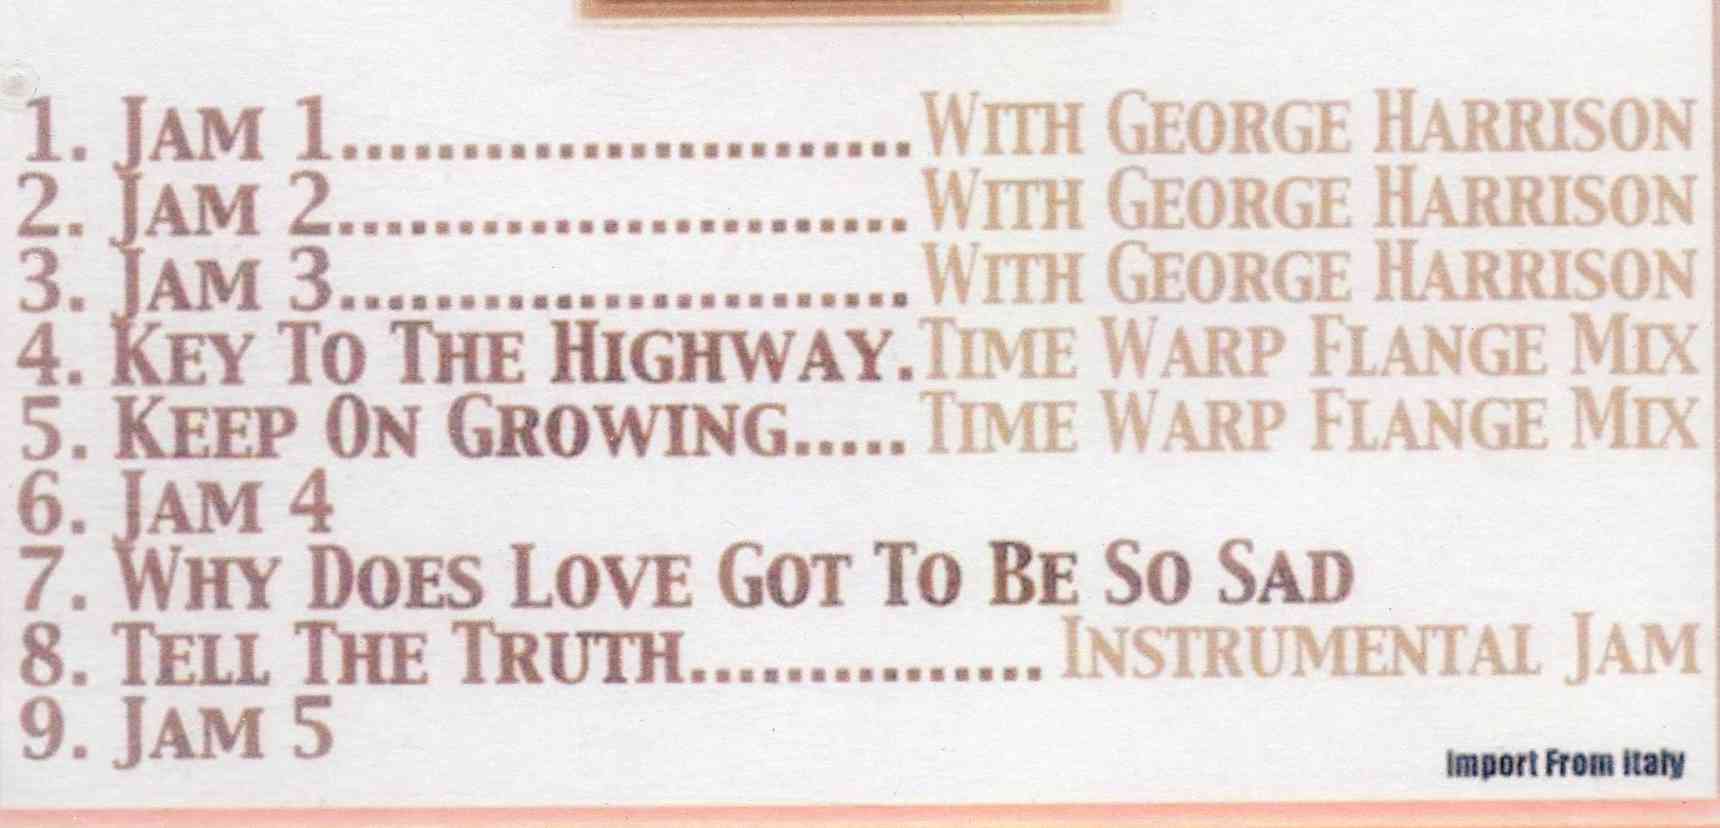 1. Jam 1........................With George Harrison
2. Jam 2........................With George Harrison
3. Jam 3........................With George Harrison
4. Key To The Highway.Time Warp Flange Mix
5. Keep On Growing.....Time Warp Flange Mix
6. Jam 4
7. Why Does Love Got To Be So Sad
8. Tell The Truth...............Instrumental Jam
9. Jam 5
Import From Italy